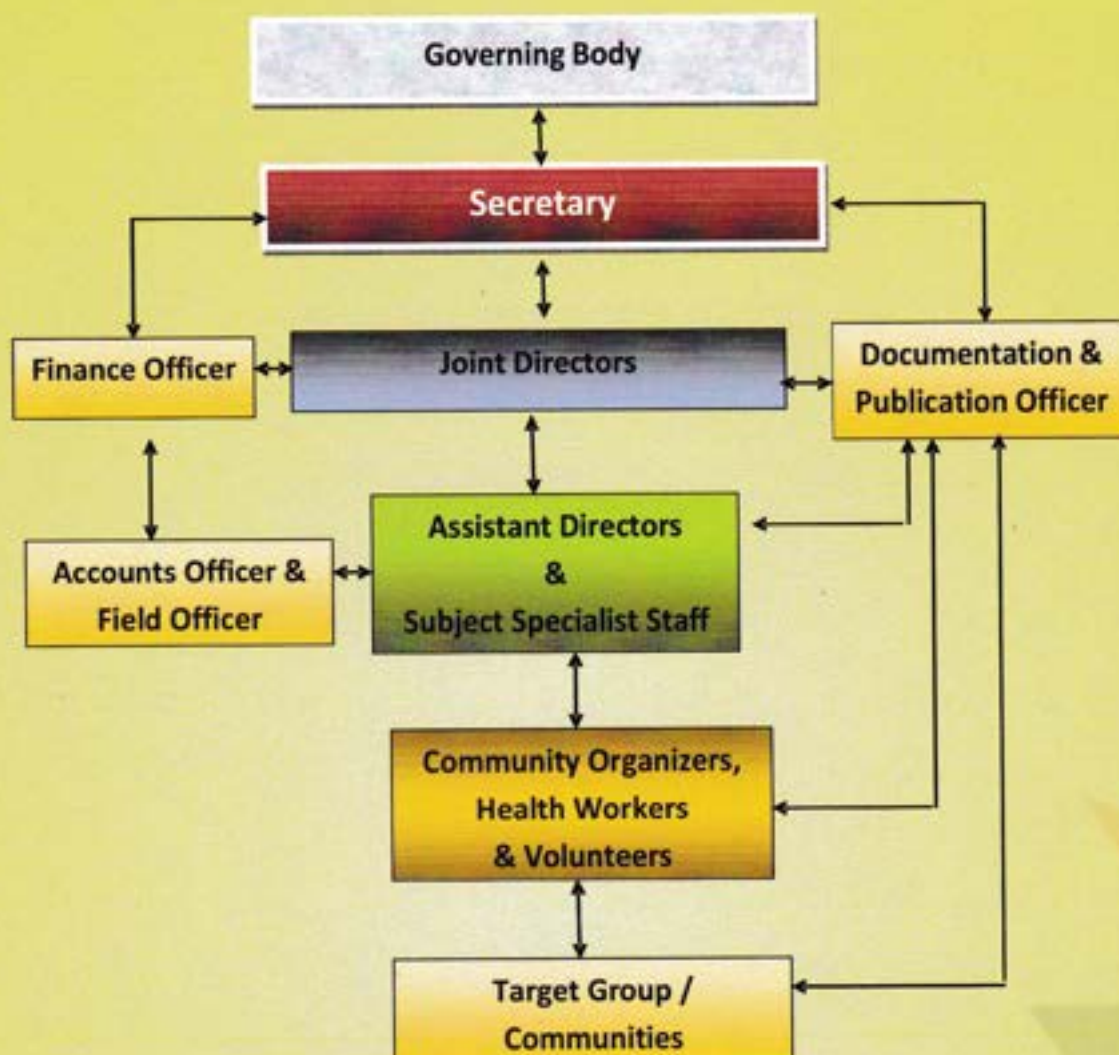 Governing Body
Secretary
Finance Officer
Joint Directors
Documentation &
Publication Officer
Assistant Directors
&
Subject Specialist Staff
Accounts Officer &
Field Officer
Community Organizers,
Health Workers
& Volunteers
Target Group /
Communities